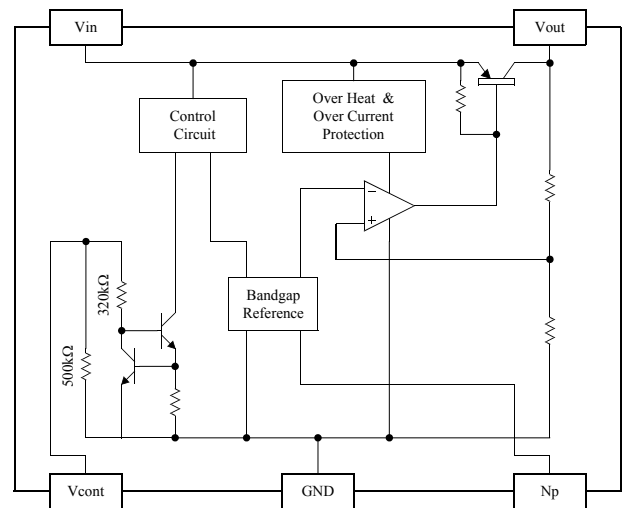 Vin
Vout
Control
Circuit
Over Heat &
Over Current
Protection
−
+
320kΩ
500kΩ
Bandgap
Reference
Vcont
GND
Np